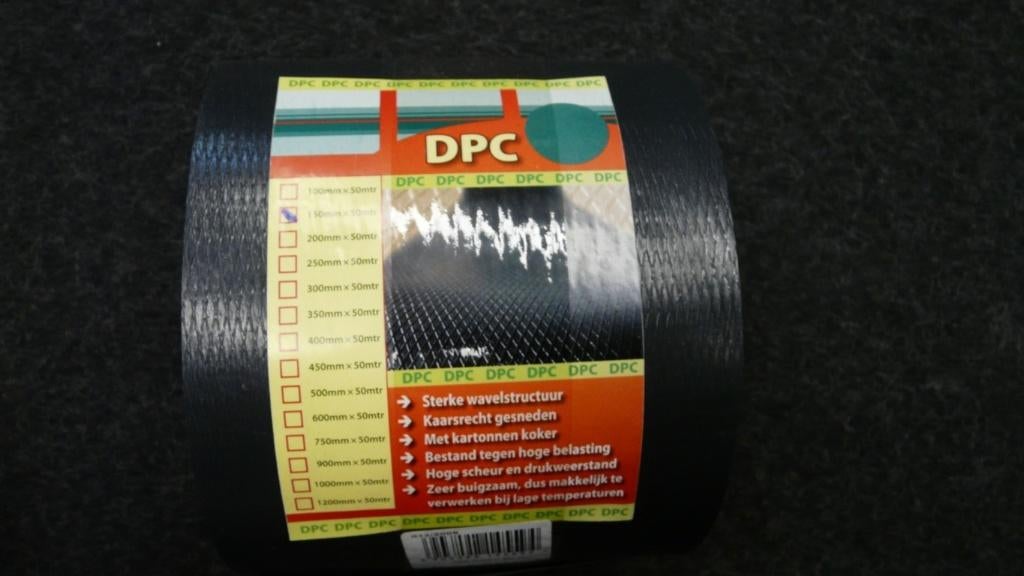 DPC DPC DPC DPC DPC DPC DPC DPC DPC DPC
DPC
DPC DPC DPC DPC DPC DPC
100mm x 50mtr
150mm x 50mtr
200mm x 50mtr
250mm x 50mtr
300mm x 50mtr
350mm x 50mtr
400mm x 50mtr
450mm x 50mtr
500mm x 50mtr
600mm x 50mtr
750mm x 50mtr
900mm x 50mtr
1000mm x 50mtr
1200mm x 50mtr
DPC DPC DPC DPC DPC DPC
→ Sterke wavelstructuur
→ Kaarsrecht gesneden
→ Met kartonnen koker
→ Bestand tegen hoge belasting
→ Hoge scheur en drukweerstand
→ Zeer buigzaam, dus makkelijk te
verwerken bij lage temperaturen
DPC DPC DPC DPC DPC DPC DPC DPC DPC DPC